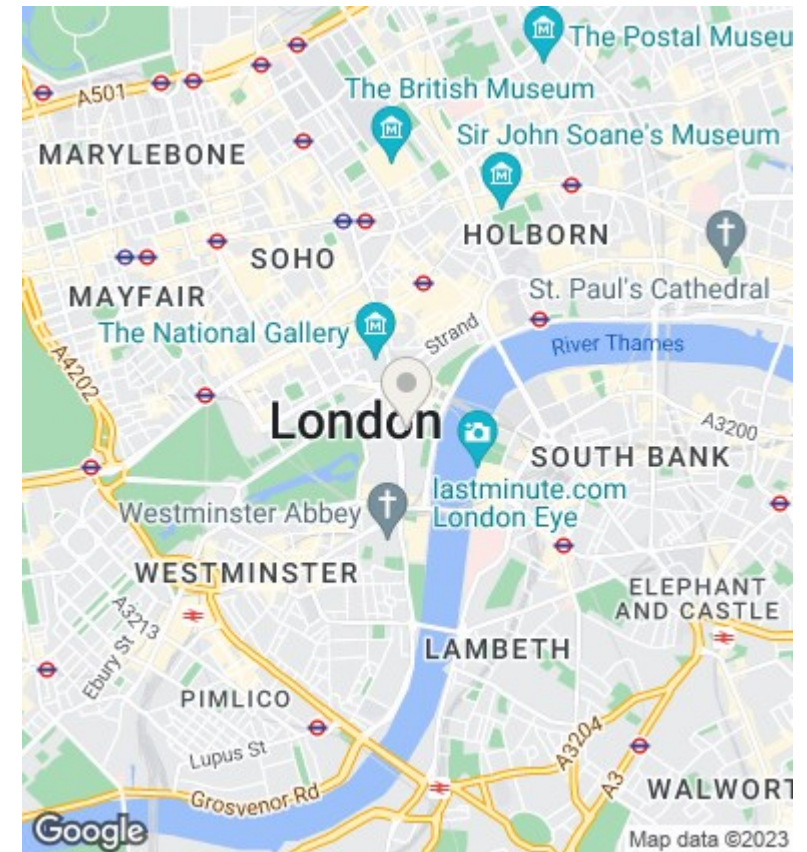 The Postal Museu
A501
The British Museum
Sir John Soane's Museum
MARYLEBONE
HOLBORN
SOHO
St. Paul's Cathedral
MAYFAIR
The National Gallery
Strand
River Thames
A4202
A3200
London
SOUTH BANK
lastminute.com
London Eye
Westminster Abbey
WESTMINSTER
ELEPHANT
AND CASTLE
A3213
Ebury St
LAMBETH
PIMLICO
A3204
Lupus St
A3
WALWORT
Grosvenor Rd
Google
Map data ©2023